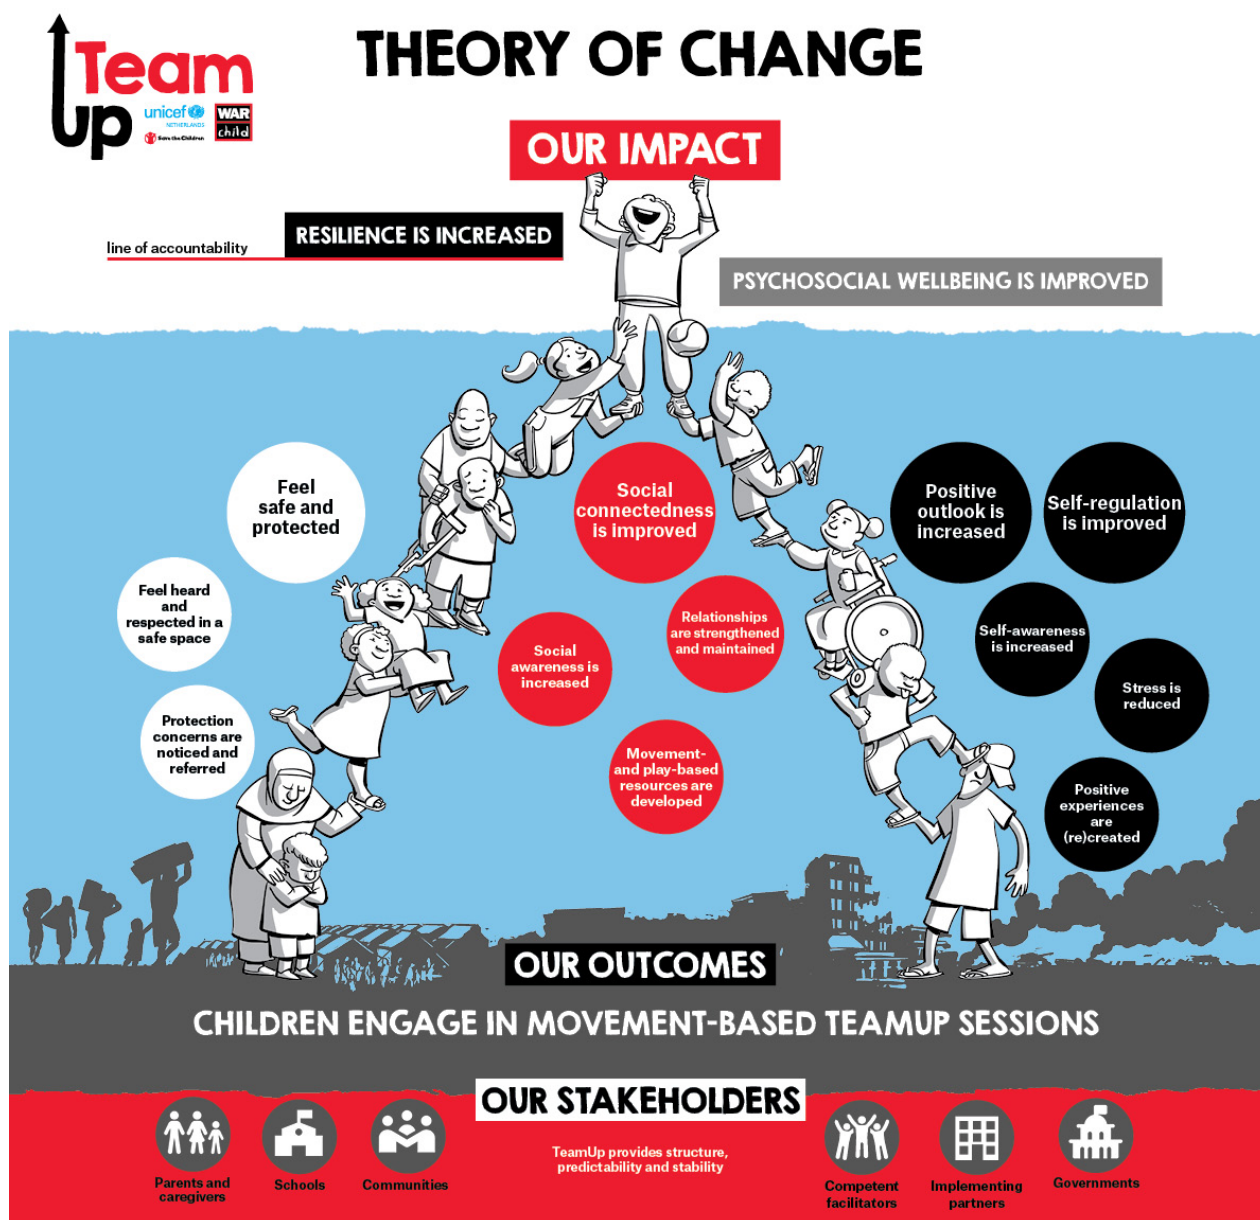 Team
Up
unicef
NETHERLANDS
Save the Children
WAR
child
THEORY OF CHANGE
OUR IMPACT
RESILIENCE IS INCREASED
line of accountability
PSYCHOSOCIAL WELLBEING IS IMPROVED
Feel
safe and
protected
Feel heard
and
respected in a
safe space
Protection
concerns are
noticed and
referred
Social
connectedness
is improved
Relationships
are strengthened
and maintained
Social
awareness is
increased
Movement-
and play-based
resources are
developed
Positive
outlook is
increased
Self-regulation
is improved
Self-awareness
is increased
Stress is
reduced
Positive
experiences
are
(re)created
OUR OUTCOMES
CHILDREN ENGAGE IN MOVEMENT-BASED TEAMUP SESSIONS
OUR STAKEHOLDERS
Parents and
caregivers
Schools
Communities
TeamUp provides structure,
predictability and stability
Competent
facilitators
Implementing
partners
Governments